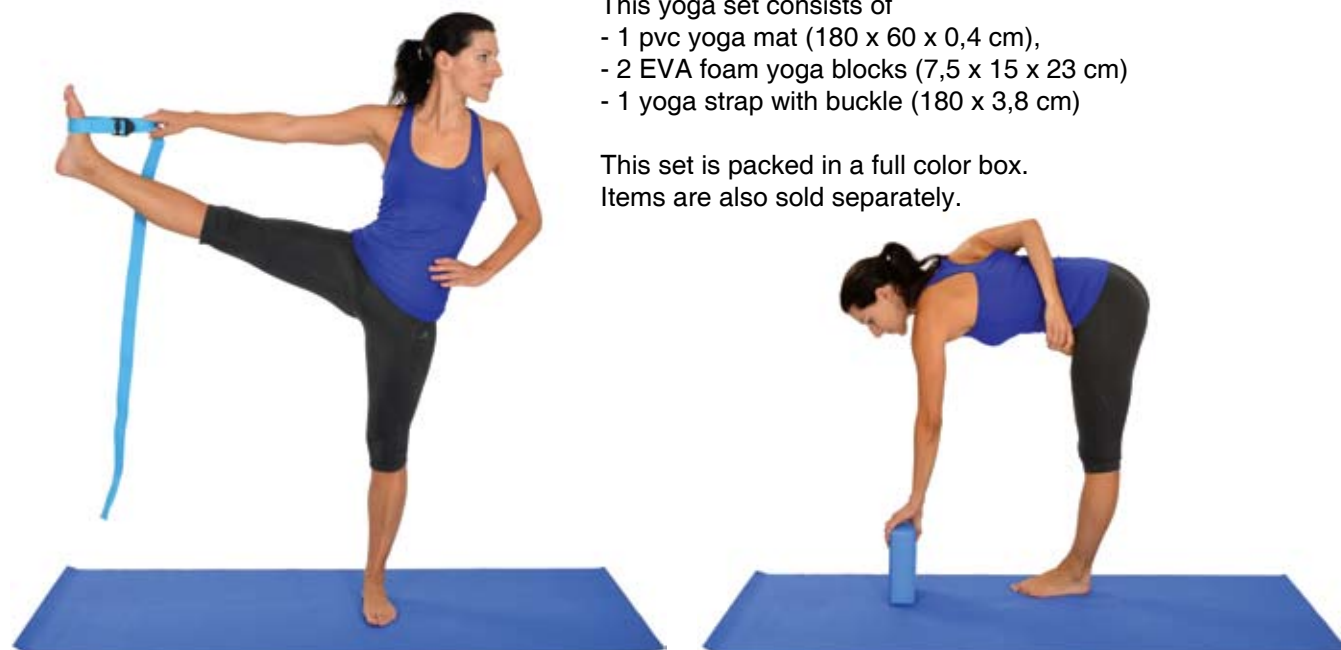 This yoga set consists of
- 1 pvc yoga mat (180 x 60 x 0,4 cm),
- 2 EVA foam yoga blocks (7,5 x 15 x 23 cm)
- 1 yoga strap with buckle (180 x 3,8 cm)
This set is packed in a full color box.
Items are also sold separately.